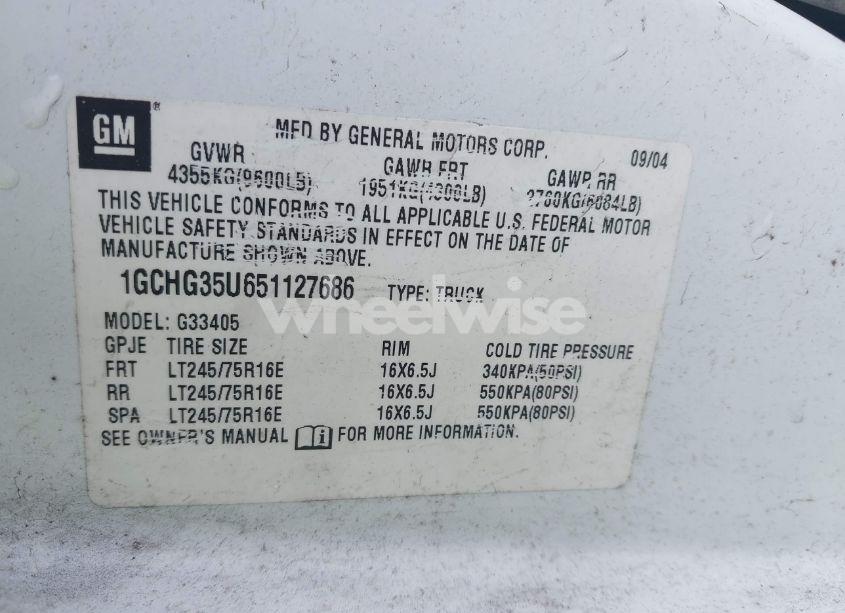 GM®
MFD BY GENERAL MOTORS CORP. 09/04
GVWR GAWR FRT GAWR RR
4355KG(9600LB) 1951KG(4300LB) 2760KG(6084LB)
THIS VEHICLE CONFORMS TO ALL APPLICABLE U.S. FEDERAL MOTOR
VEHICLE SAFETY STANDARDS IN EFFECT ON THE DATE OF
MANUFACTURE SHOWN ABOVE.
1GCHG35U651127686 TYPE: TRUCK
wheelwise
MODEL: G33405
GPJE TIRE SIZE RIM COLD TIRE PRESSURE
FRT LT245/75R16E 16X6.5J 340KPA(50PSI)
RR LT245/75R16E 16X6.5J 550KPA(80PSI)
SPA LT245/75R16E 16X6.5J 550KPA(80PSI)
SEE OWNER'S MANUAL FOR MORE INFORMATION.